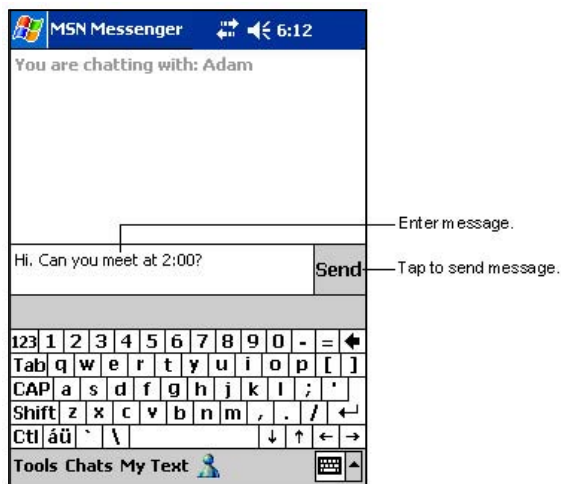 MSN Messenger 6:12
You are chatting with: Adam
Enter message.
Hi. Can you meet at 2:00?
Send
Tap to send message.
123 1 2 3 4 5 6 7 8 9 0 - =
Tab q w e r t y u i o p [ ]
CAP a s d f g h j k l ; '
Shift z x c v b n m , . /
Ctl áü ` \
Tools Chats My Text